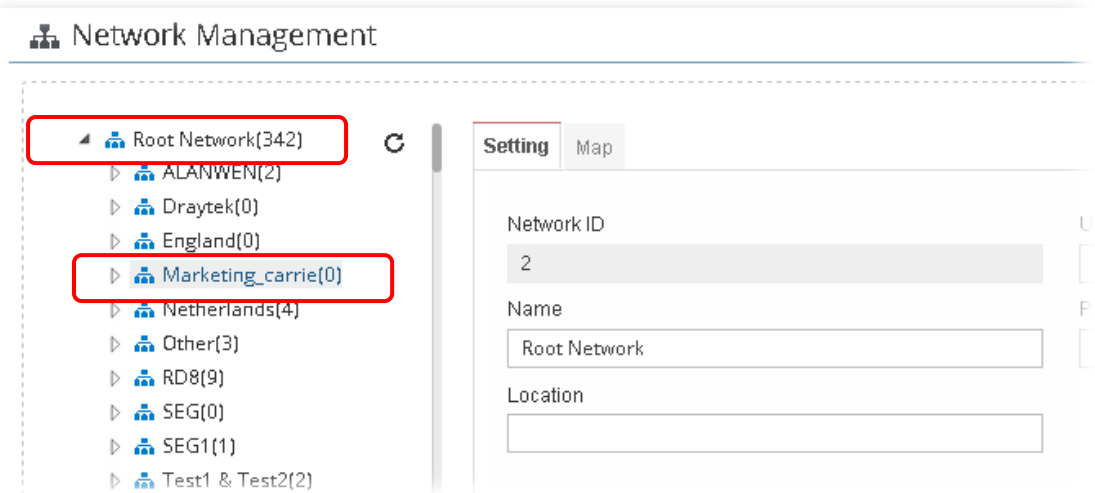 Network Management
Root Network(342)
ALANWEN(2)
Draytek(0)
England(0)
Marketing_carrie(0)
Netherlands(4)
Other(3)
RD8(9)
SEG(0)
SEG1(1)
Test1 & Test2(2)
Setting
Map
Network ID
2
Name
Root Network
Location
U
P